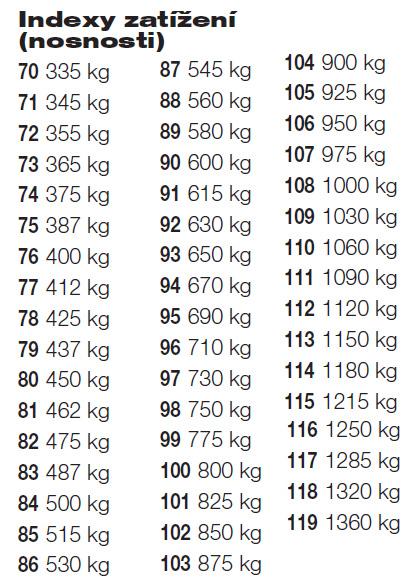 Indexy zatížení
(nosnosti)
70 335 kg
71 345 kg
72 355 kg
73 365 kg
74 375 kg
75 387 kg
76 400 kg
77 412 kg
78 425 kg
79 437 kg
80 450 kg
81 462 kg
82 475 kg
83 487 kg
84 500 kg
85 515 kg
86 530 kg
87 545 kg
88 560 kg
89 580 kg
90 600 kg
91 615 kg
92 630 kg
93 650 kg
94 670 kg
95 690 kg
96 710 kg
97 730 kg
98 750 kg
99 775 kg
100 800 kg
101 825 kg
102 850 kg
103 875 kg
104 900 kg
105 925 kg
106 950 kg
107 975 kg
108 1000 kg
109 1030 kg
110 1060 kg
111 1090 kg
112 1120 kg
113 1150 kg
114 1180 kg
115 1215 kg
116 1250 kg
117 1285 kg
118 1320 kg
119 1360 kg